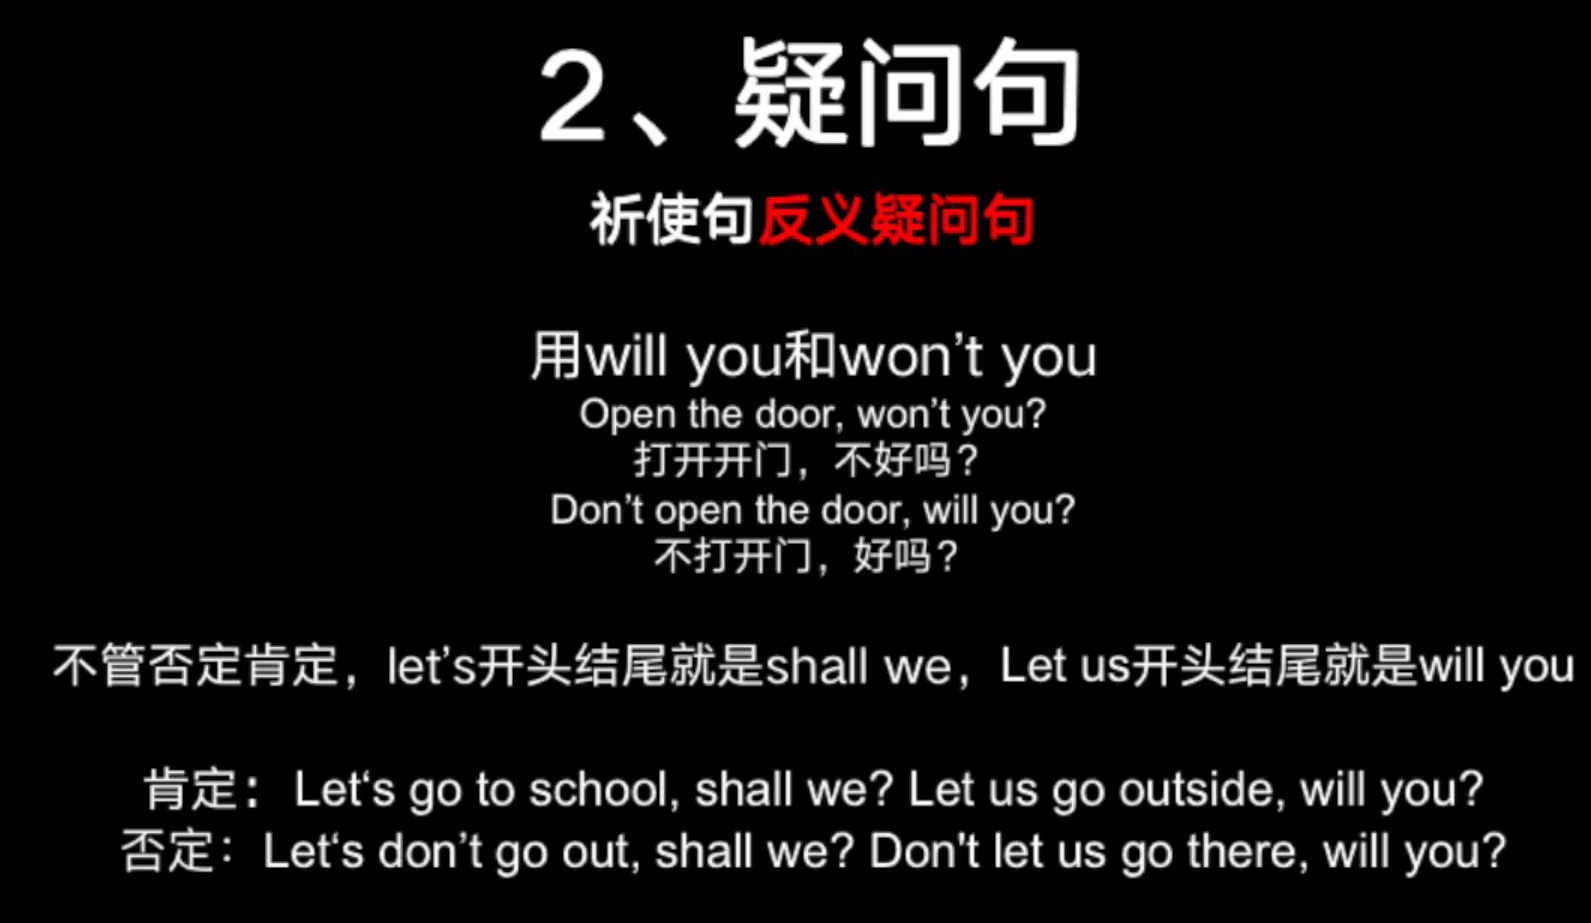 2、疑问句
祈使句反义疑问句
用will you和won’t you
Open the door, won’t you?
打开开门，不好吗？
Don’t open the door, will you?
不打开门，好吗？
不管否定肯定，let’s开头结尾就是shall we，Let us开头结尾就是will you
肯定：Let‘s go to school, shall we? Let us go outside, will you?
否定：Let‘s don’t go out, shall we? Don't let us go there, will you?